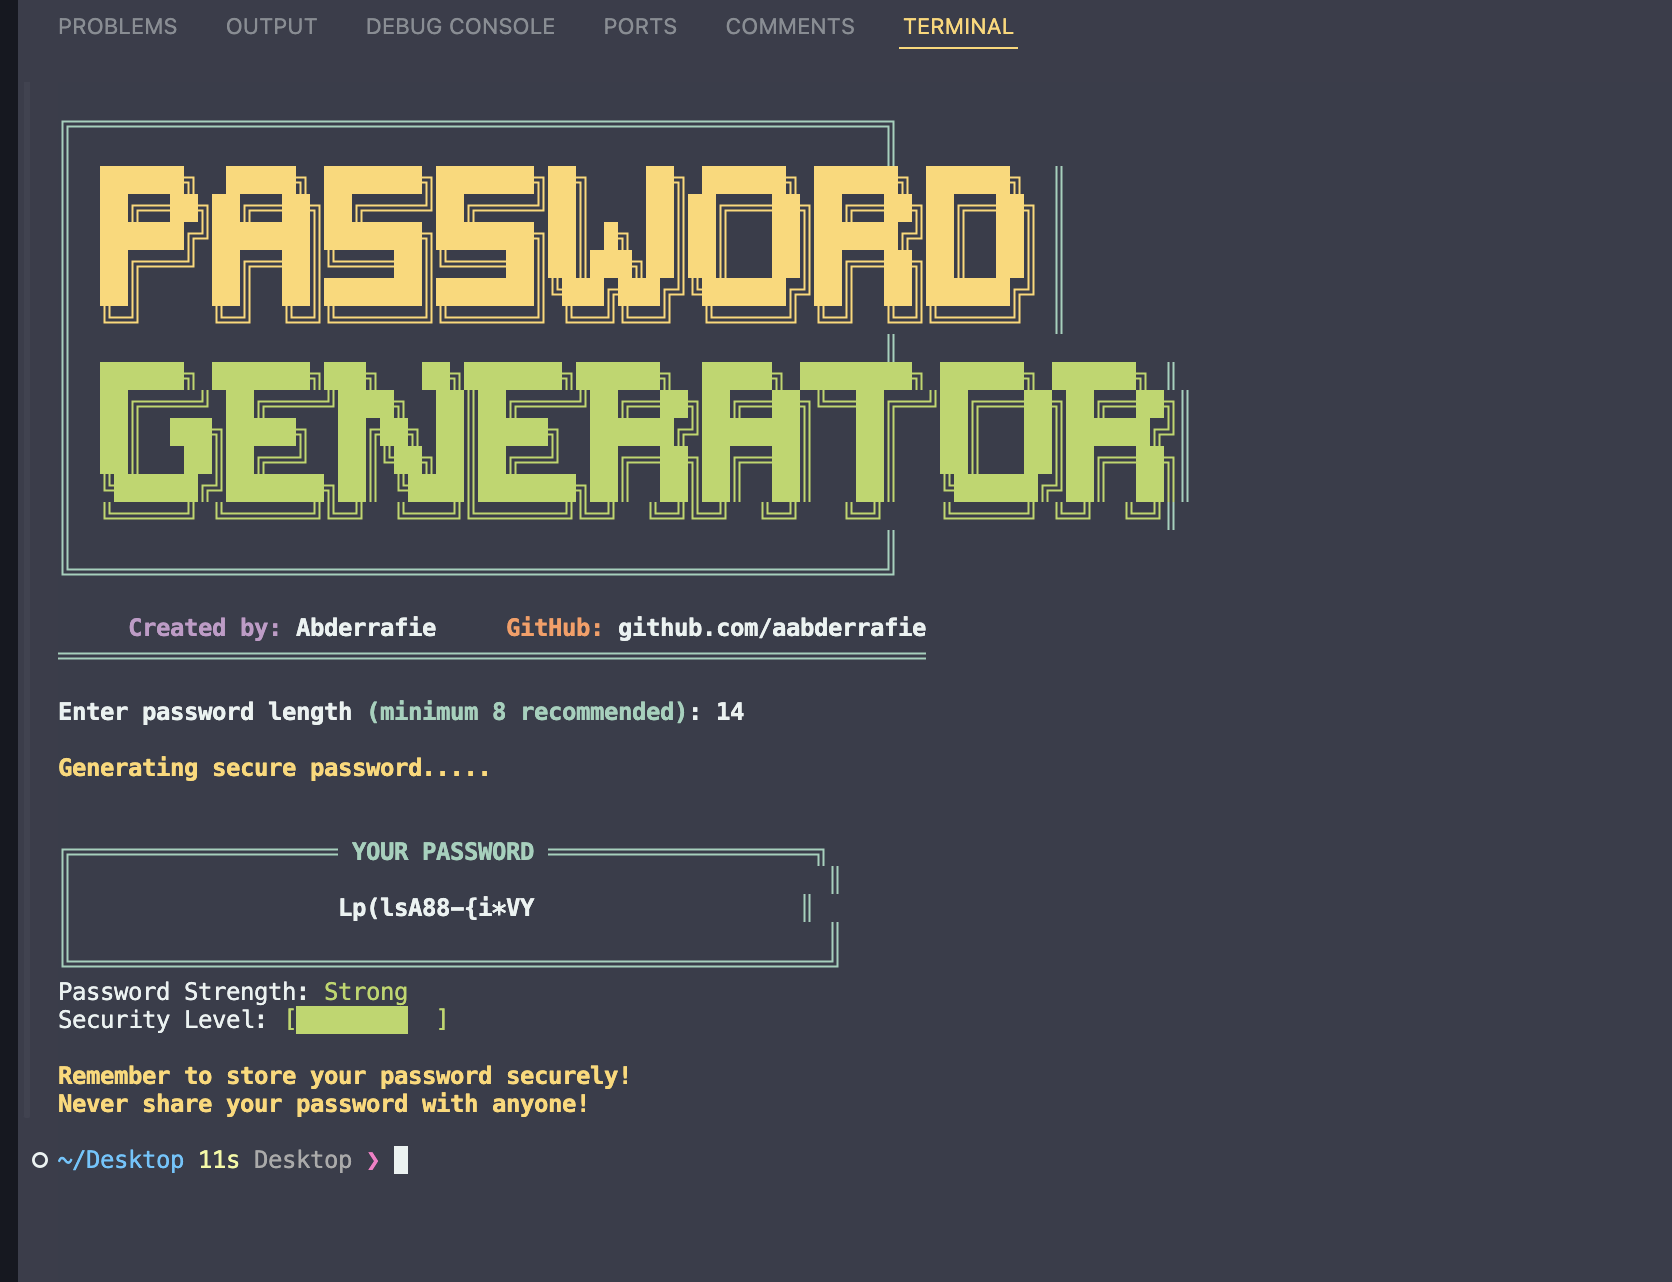 PROBLEMS OUTPUT DEBUG CONSOLE PORTS COMMENTS TERMINAL
PASSWORD
GENERATOR
Created by: Abderrafie GitHub: github.com/aabderrafie
Enter password length (minimum 8 recommended): 14
Generating secure password.....
YOUR PASSWORD
Lp(lsA88-{i*VY
Password Strength: Strong
Security Level: [████████  ]
Remember to store your password securely!
Never share your password with anyone!
~/Desktop 11s Desktop ❯